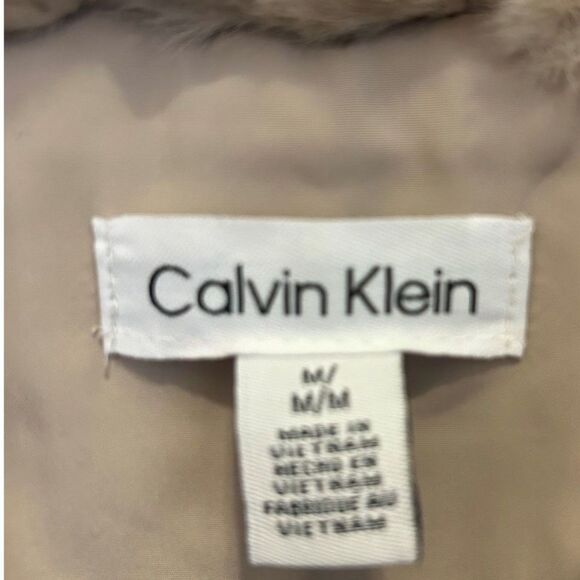 Calvin Klein
M/
M/M
MADE IN
VIETNAM
HECHO EN
VIETNAM
FABRIQUE AU
VIETNAM